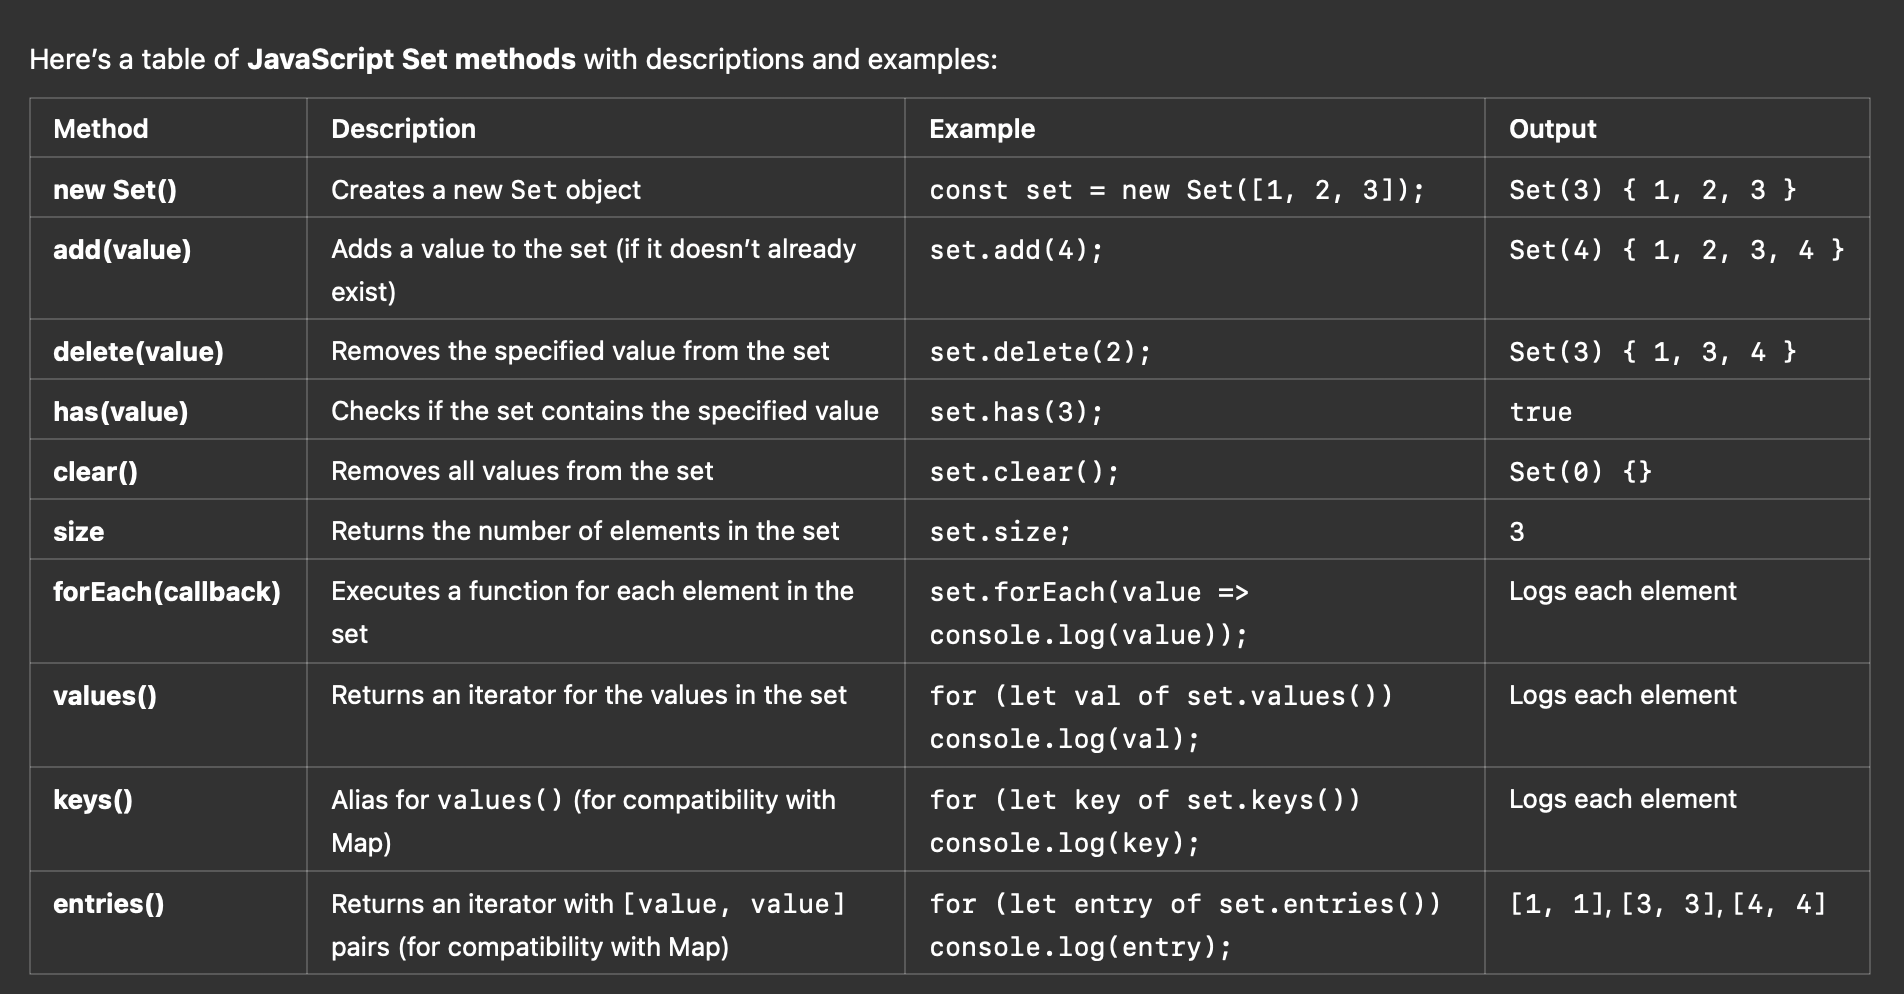 Here’s a table of JavaScript Set methods with descriptions and examples:
Method Description Example Output
new Set() Creates a new Set object const set = new Set([1, 2, 3]); Set(3) { 1, 2, 3 }
add(value) Adds a value to the set (if it doesn’t already set.add(4); Set(4) { 1, 2, 3, 4 }
exist)
delete(value) Removes the specified value from the set set.delete(2); Set(3) { 1, 3, 4 }
has(value) Checks if the set contains the specified value set.has(3); true
clear() Removes all values from the set set.clear(); Set(0) {}
size Returns the number of elements in the set set.size; 3
forEach(callback) Executes a function for each element in the set.forEach(value => Logs each element
set console.log(value));
values() Returns an iterator for the values in the set for (let val of set.values()) Logs each element
console.log(val);
keys() Alias for values() (for compatibility with for (let key of set.keys()) Logs each element
Map) console.log(key);
entries() Returns an iterator with [value, value] for (let entry of set.entries()) [1, 1],[3, 3],[4, 4]
pairs (for compatibility with Map) console.log(entry);